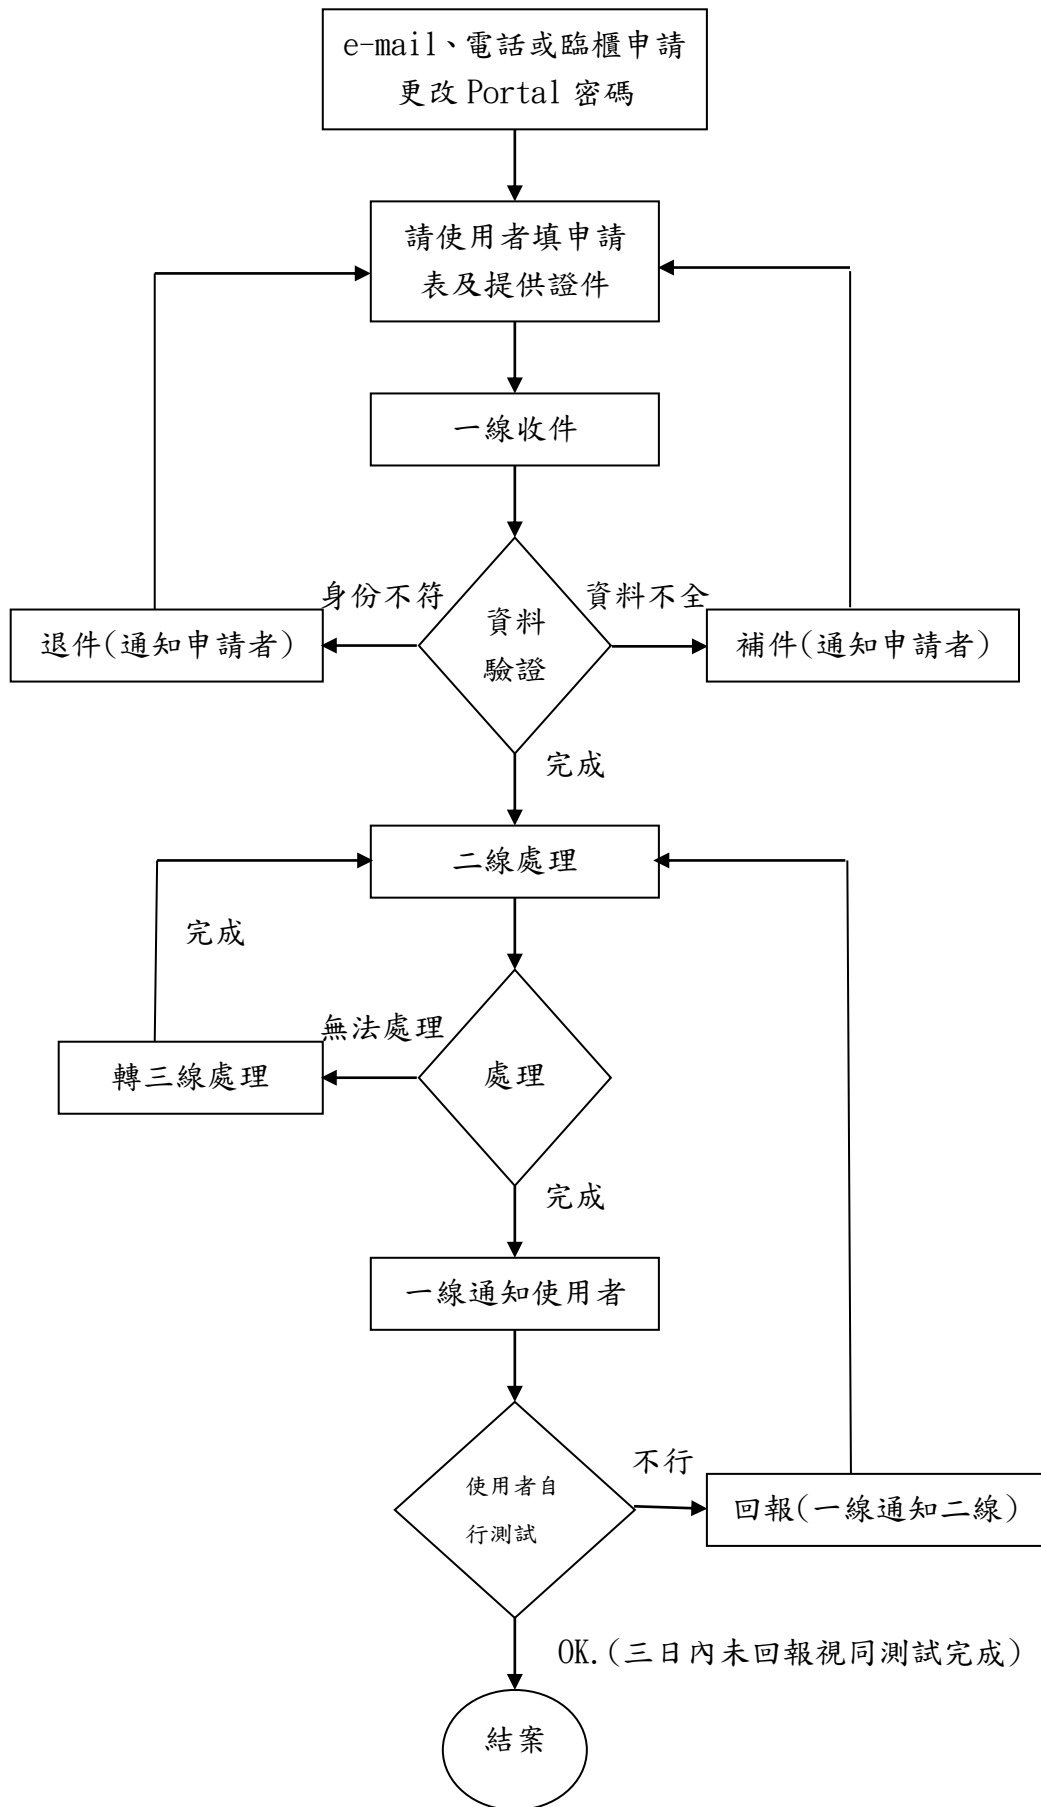 e-mail、電話或臨櫃申請
更改 Portal 密碼
請使用者填申請
表及提供證件
一線收件
身份不符
資料不全
資料
驗證
退件(通知申請者)
補件(通知申請者)
完成
二線處理
完成
無法處理
轉三線處理
處理
完成
一線通知使用者
使用者自
行測試
不行
回報(一線通知二線)
OK.(三日內未回報視同測試完成)
結案